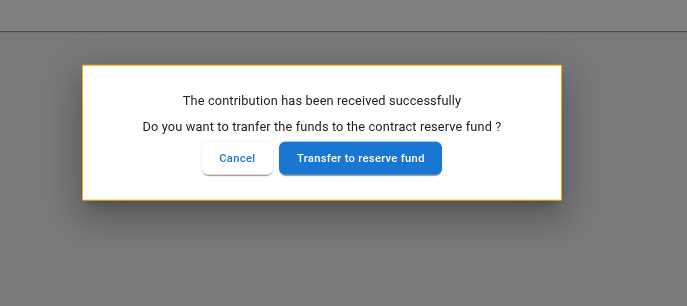 The contribution has been received successfully
Do you want to tranfer the funds to the contract reserve fund ?
Cancel Transfer to reserve fund